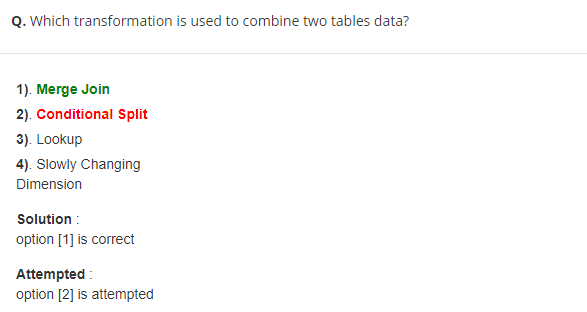 Q. Which transformation is used to combine two tables data?
1). Merge Join
2). Conditional Split
3). Lookup
4). Slowly Changing
Dimension
Solution :
option [1] is correct
Attempted :
option [2] is attempted